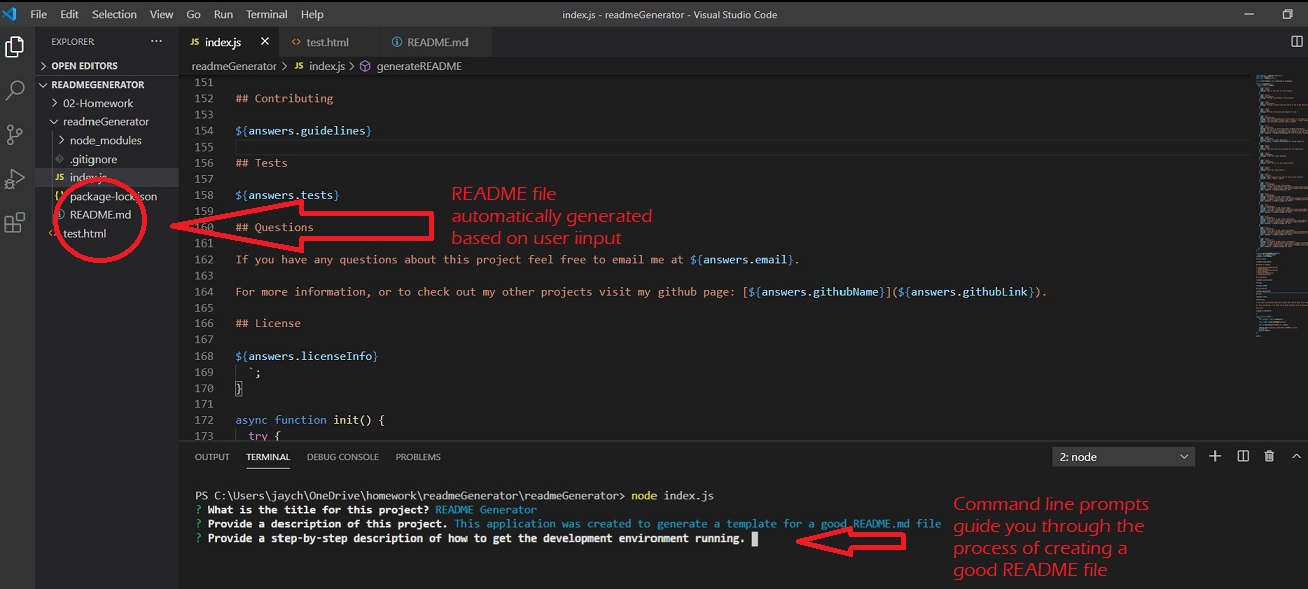 File Edit Selection View Go Run Terminal Help
index.js - readmeGenerator - Visual Studio Code
EXPLORER ···
OPEN EDITORS
READMEGENERATOR
02-Homework
readmeGenerator
node_modules
.gitignore
JS index.js
{} package-lock.json
README.md
<> test.html
JS index.js
<> test.html
README.md
readmeGenerator > JS index.js > generateREADME
151
152 ## Contributing
153
154 ${answers.guidelines}
155
156 ## Tests
157
158 ${answers.tests}
159
160 ## Questions
161
162 If you have any questions about this project feel free to email me at ${answers.email}.
163
164 For more information, or to check out my other projects visit my github page: [${answers.githubName}](${answers.githubLink}).
165
166 ## License
167
168 ${answers.licenseInfo}
169 `;
170 }
171
172 async function init() {
173 try {
README file
automatically generated
based on user iinput
OUTPUT TERMINAL DEBUG CONSOLE PROBLEMS
2: node
PS C:\Users\jaych\OneDrive\homework\readmeGenerator\readmeGenerator> node index.js
? What is the title for this project? README Generator
? Provide a description of this project. This application was created to generate a template for a good README.md file
? Provide a step-by-step description of how to get the development environment running.
Command line prompts
guide you through the
process of creating a
good README file